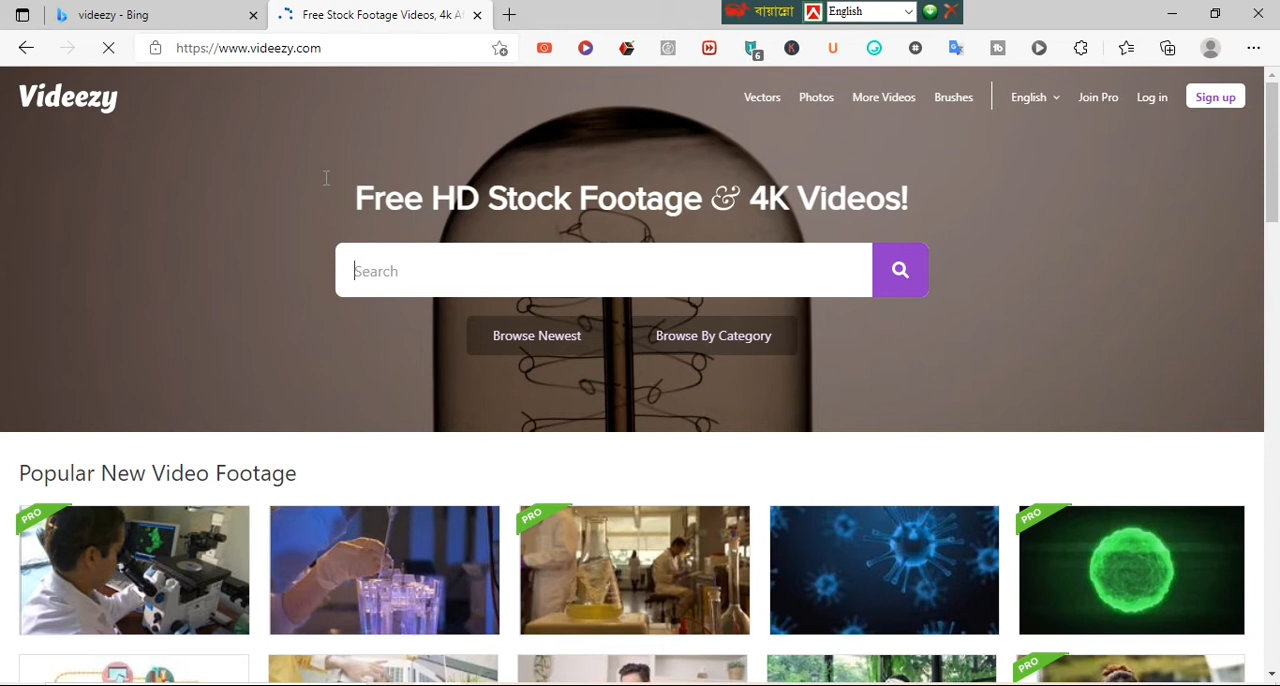 videezy - Bing
Free Stock Footage Videos, 4k A
বায়ান্নো
English
https://www.videezy.com
6
K
U
Videezy
Vectors
Photos
More Videos
Brushes
English
Join Pro
Log in
Sign up
Free HD Stock Footage & 4K Videos!
Search
Browse Newest
Browse By Category
Popular New Video Footage
PRO
PRO
PRO
PRO